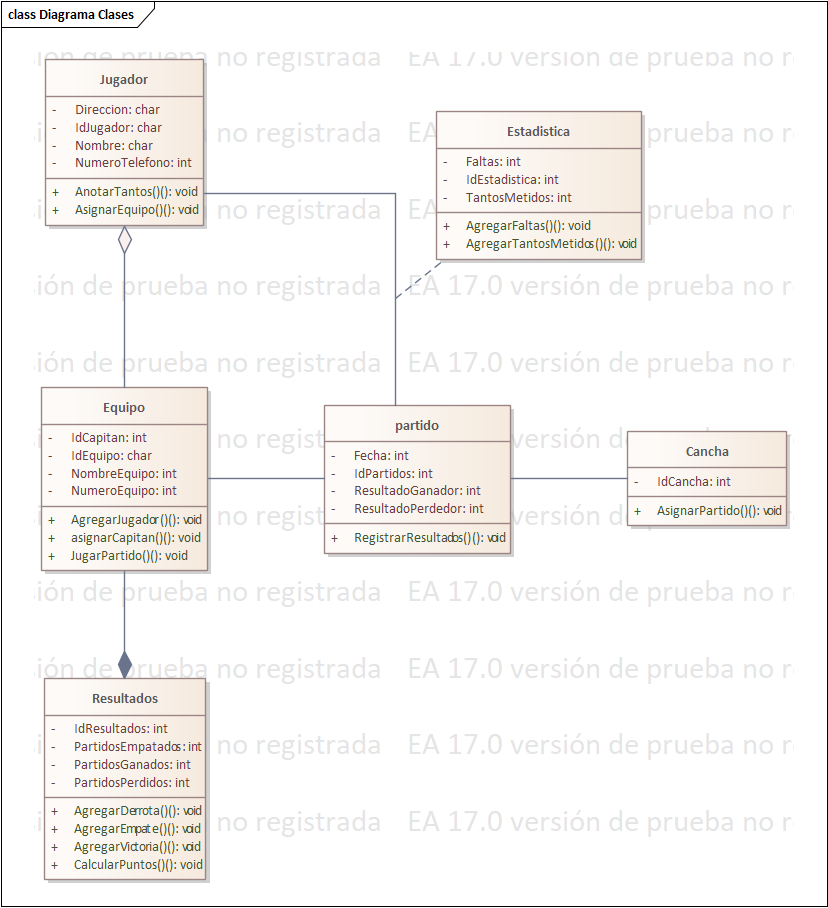 class Diagrama Clases
Jugador
- Direccion: char
- IdJugador: char
- Nombre: char
- NumeroTelefono: int
+ AnotarTantos()(): void
+ AsignarEquipo()(): void
Estadistica
- Faltas: int
- IdEstadistica: int
- TantosMetidos: int
+ AgregarFaltas()(): void
+ AgregarTantosMetidos()(): void
Equipo
- IdCapitan: int
- IdEquipo: char
- NombreEquipo: int
- NumeroEquipo: int
+ AgregarJugador()(): void
+ asignarCapitan()(): void
+ JugarPartido()(): void
partido
- Fecha: int
- IdPartidos: int
- ResultadoGanador: int
- ResultadoPerdedor: int
+ RegistrarResultados()(): void
Cancha
- IdCancha: int
+ AsignarPartido()(): void
Resultados
- IdResultados: int
- PartidosEmpatados: int
- PartidosGanados: int
- PartidosPerdidos: int
+ AgregarDerrota()(): void
+ AgregarEmpate()(): void
+ AgregarVictoria()(): void
+ CalcularPuntos()(): void
EA 17.0 versión de prueba no registrada